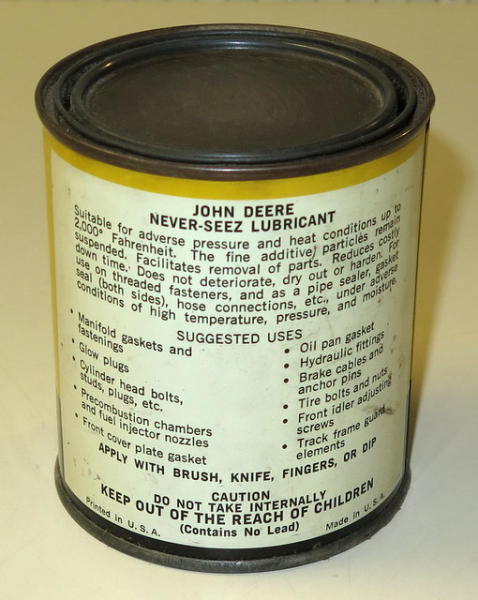 JOHN DEERE
NEVER-SEEZ LUBRICANT
Suitable for adverse pressure and heat conditions up to
2,000° Fahrenheit. The fine additive particles remain
suspended. Facilitates removal of parts. Reduces costly
down time. Does not deteriorate, dry out or harden. For
use on threaded fasteners, and as a pipe sealer, gasket
seal (both sides), hose connections, etc., under adverse
conditions of high temperature, pressure, and moisture.
SUGGESTED USES
• Manifold gaskets and
fastenings
• Glow plugs
• Cylinder head bolts,
studs, plugs, etc.
• Precombustion chambers
and fuel injector nozzles
• Front cover plate gasket
• Oil pan gasket
• Hydraulic fittings
• Brake cables and
anchor pins
• Tire bolts and nuts
• Front idler adjusting
screws
• Track frame guard
elements
APPLY WITH BRUSH, KNIFE, FINGERS, OR DIP
CAUTION
DO NOT TAKE INTERNALLY
KEEP OUT OF THE REACH OF CHILDREN
(Contains No Lead)
Printed in U.S.A.
Made in U.S.A.